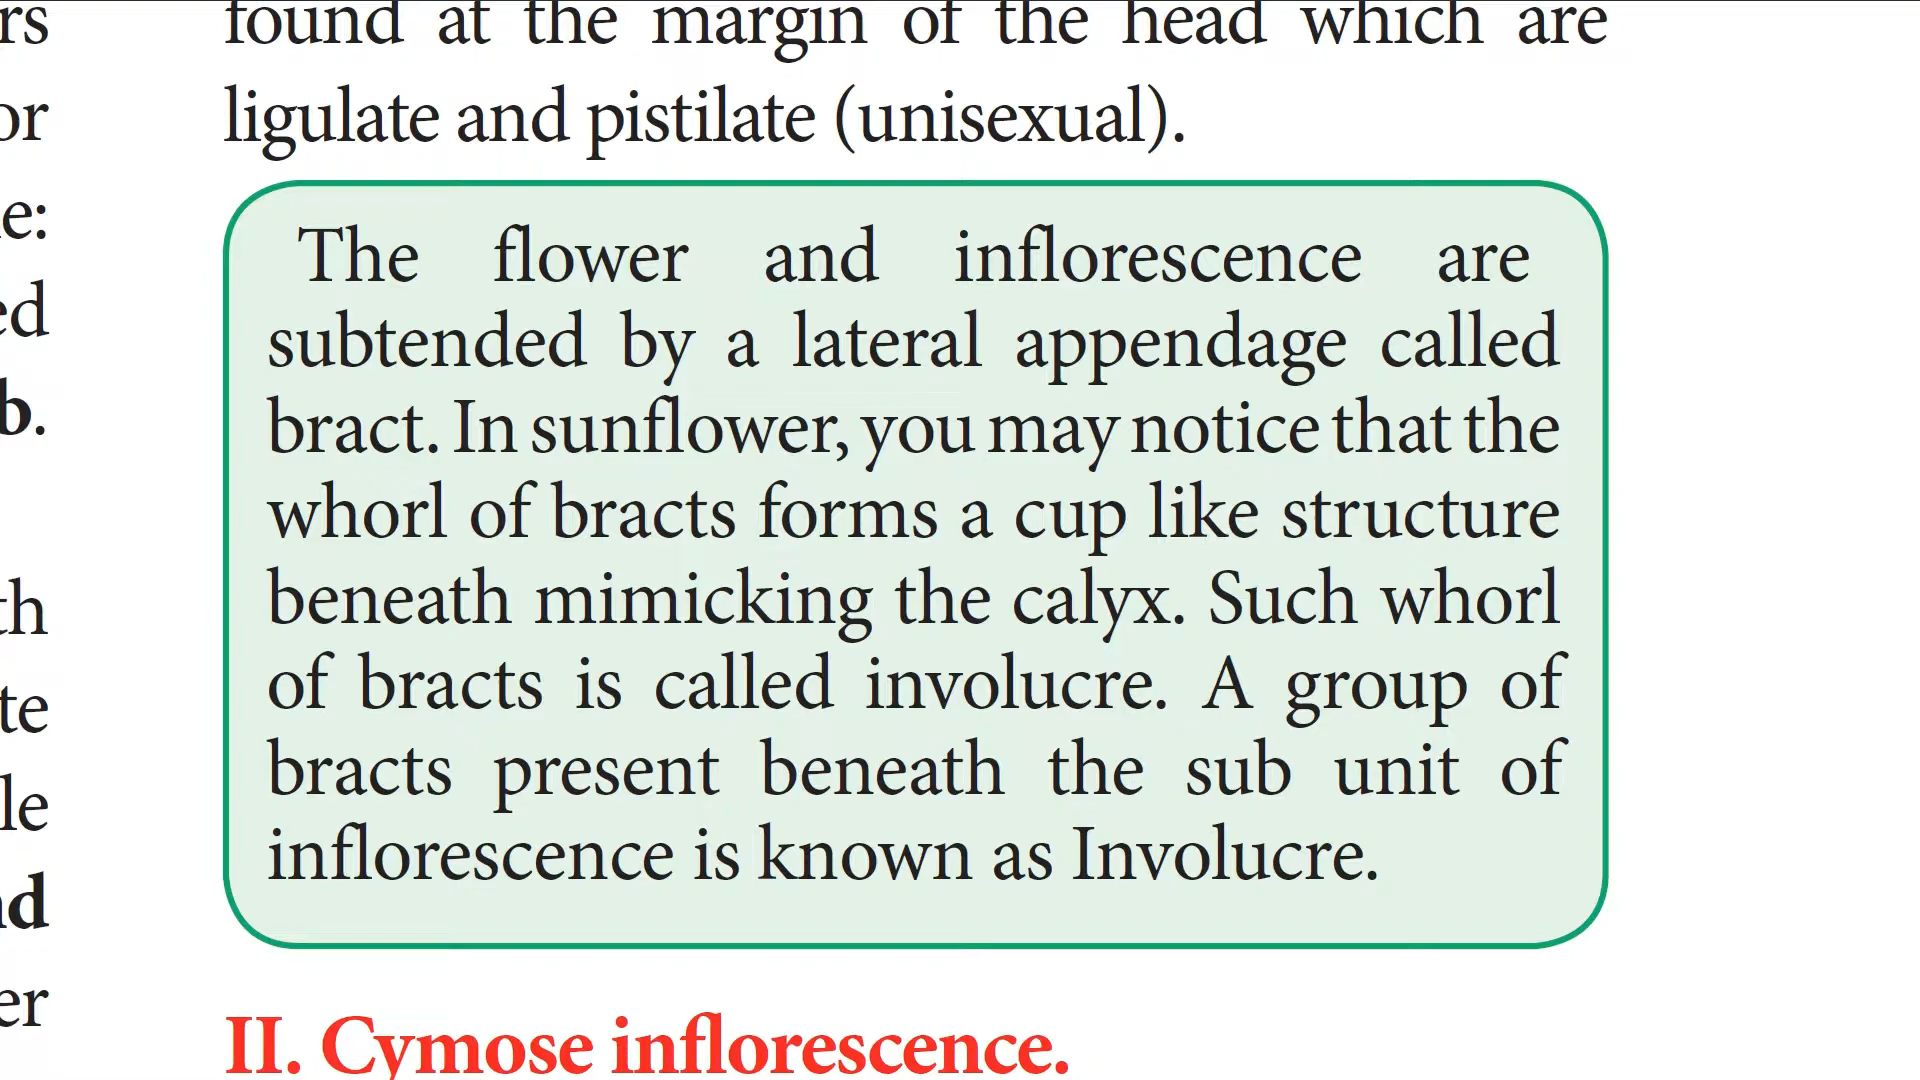 found at the margin of the head which are
ligulate and pistilate (unisexual).
The flower and inflorescence are
subtended by a lateral appendage called
bract. In sunflower, you may notice that the
whorl of bracts forms a cup like structure
beneath mimicking the calyx. Such whorl
of bracts is called involucre. A group of
bracts present beneath the sub unit of
inflorescence is known as Involucre.
II. Cymose inflorescence.